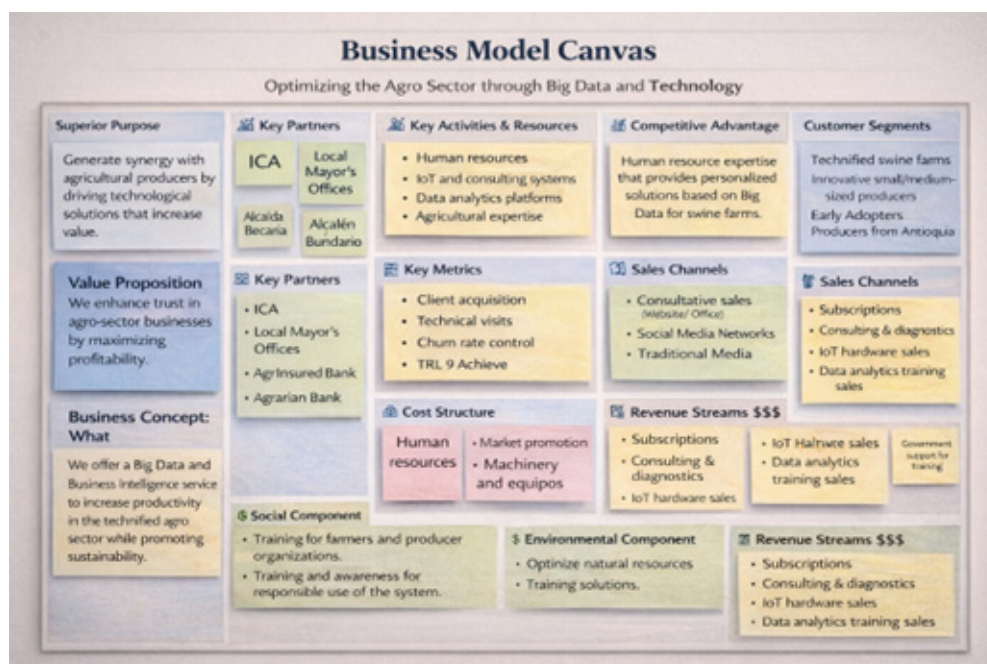 Business Model Canvas
Optimizing the Agro Sector through Big Data and Technology
Superior Purpose
Generate synergy with
agricultural producers by
driving technological
solutions that increase
value.
Value Proposition
We enhance trust in
agro-sector businesses
by maximizing
profitability.
Business Concept:
What
We offer a Big Data and
Business Intelligence service
to increase productivity
in the technified agro
sector while promoting
sustainability.
Key Partners
ICA
Local
Mayor's
Offices
Alcaida
Becaria
Alcalén
Bundario
Key Partners
• ICA
• Local Mayor's
Offices
• AgrInsured Bank
• Agrarian Bank
Key Activities & Resources
• Human resources
• IoT and consulting systems
• Data analytics platforms
• Agricultural expertise
Key Metrics
• Client acquisition
• Technical visits
• Churn rate control
• TRL 9 Achieve
Cost Structure
Human
resources
• Market promotion
• Machinery
and equipos
Competitive Advantage
Human resource expertise
that provides personalized
solutions based on Big
Data for swine farms.
Sales Channels
• Consultative sales
(Website/ Office)
• Social Media Networks
• Traditional Media
Customer Segments
Technified swine farms
Innovative small/medium-
sized producers
Early Adopters
Producers from Antioquia
Sales Channels
• Subscriptions
• Consulting & diagnostics
• IoT hardware sales
• Data analytics training
sales
Revenue Streams $$$
• Subscriptions
• Consulting &
diagnostics
• IoT hardware sales
• IoT sales
• Data analytics
training sales
Government
support for
training
$ Social Component
• Training for farmers and producer
organizations.
• Training and awareness for
responsible use of the system.
$ Environmental Component
• Optimize natural resources
• Training solutions.
Revenue Streams $$$
• Subscriptions
• Consulting & diagnostics
• IoT hardware sales
• Data analytics training sales